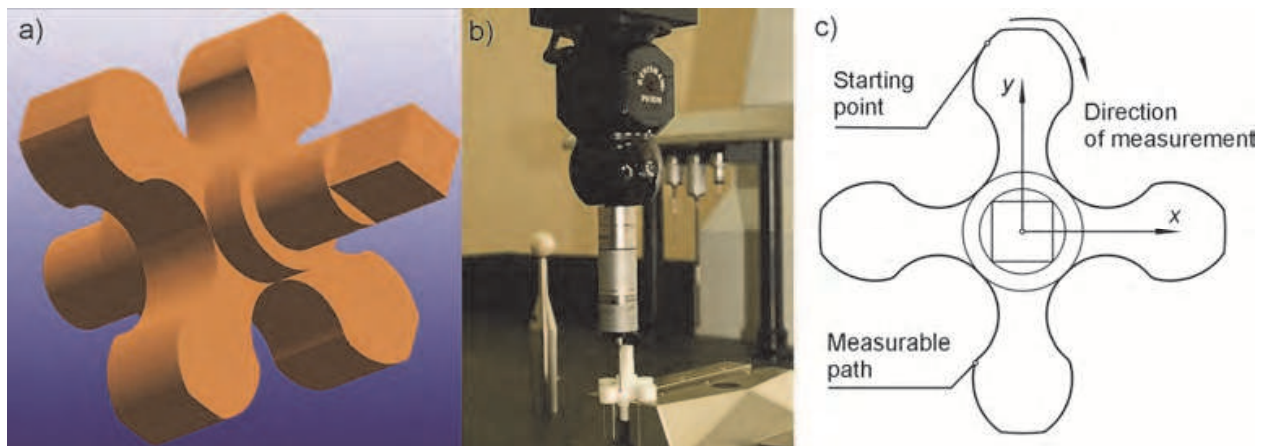 a)
b)
c)
Starting
point
y
Direction
of measurement
x
Measurable
path